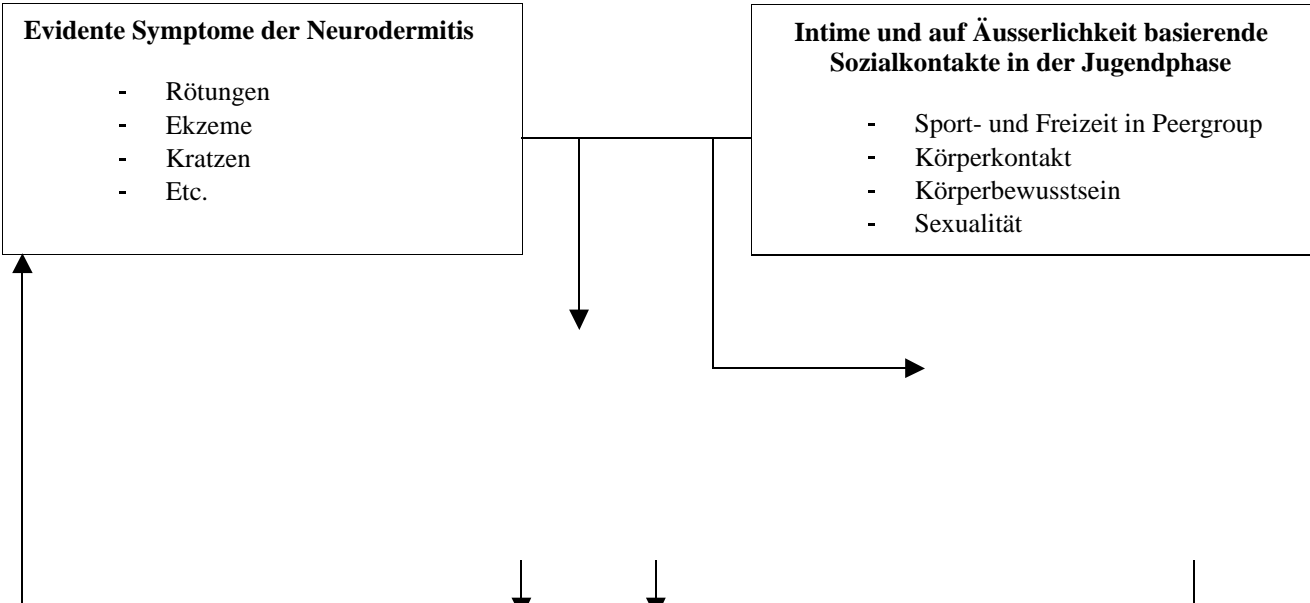 Evidente Symptome der Neurodermitis
- Rötungen
- Ekzeme
- Kratzen
- Etc.
Intime und auf Äusserlichkeit basierende
Sozialkontakte in der Jugendphase
- Sport- und Freizeit in Peergroup
- Körperkontakt
- Körperbewusstsein
- Sexualität